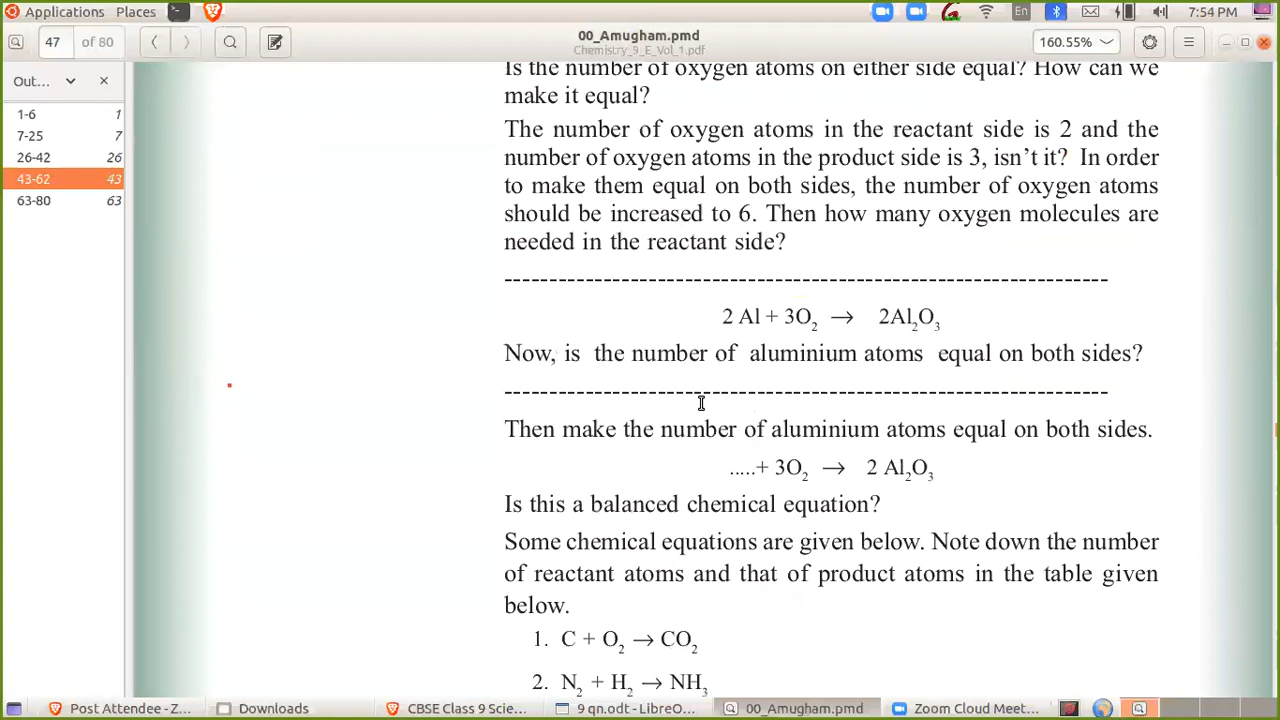 Applications Places En 7:54 PM
47 of 80 00_Amugham.pmd 160.55%
Chemistry_9_E_Vol_1.pdf
Out...
1-6 1
7-25 7
26-42 26
43-62 43
63-80 63
Is the number of oxygen atoms on either side equal? How can we
make it equal?
The number of oxygen atoms in the reactant side is 2 and the
number of oxygen atoms in the product side is 3, isn't it? In order
to make them equal on both sides, the number of oxygen atoms
should be increased to 6. Then how many oxygen molecules are
needed in the reactant side?
-------------------------------------------------------------------
2 Al + 3O₂ → 2Al₂O₃
Now, is the number of aluminium atoms equal on both sides?
-------------------------------------------------------------------
Then make the number of aluminium atoms equal on both sides.
.....+ 3O₂ → 2 Al₂O₃
Is this a balanced chemical equation?
Some chemical equations are given below. Note down the number
of reactant atoms and that of product atoms in the table given
below.
1. C + O₂ → CO₂
2. N₂ + H₂ → NH₃
Post Attendee - Z... Downloads CBSE Class 9 Scie... 9 qn.odt - LibreO... 00_Amugham.pmd Zoom Cloud Meet...